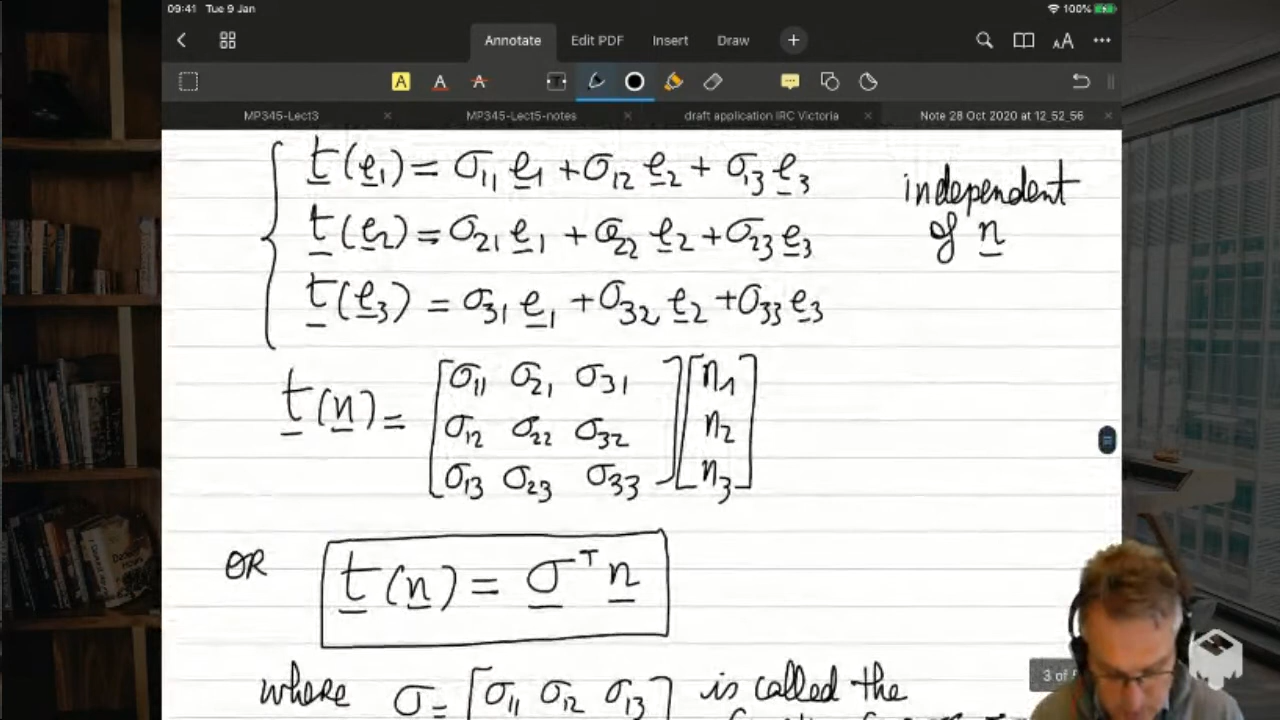 09:41 Tue 9 Jan 100%
Annotate Edit PDF Insert Draw
MP345-Lect3 MP345-Lect5-notes draft application IRC Victoria Note 28 Oct 2020 at 12_52_56
t(e1) = σ11 e1 + σ12 e2 + σ13 e3
t(e2) = σ21 e1 + σ22 e2 + σ23 e3
t(e3) = σ31 e1 + σ32 e2 + σ33 e3
independent
of n
t(n) = [σ11 σ21 σ31] [n1]
[σ12 σ22 σ32] [n2]
[σ13 σ23 σ33] [n3]
OR t(n) = σᵀ n
where σ = [σ11 σ12 σ13] is called the
3 of